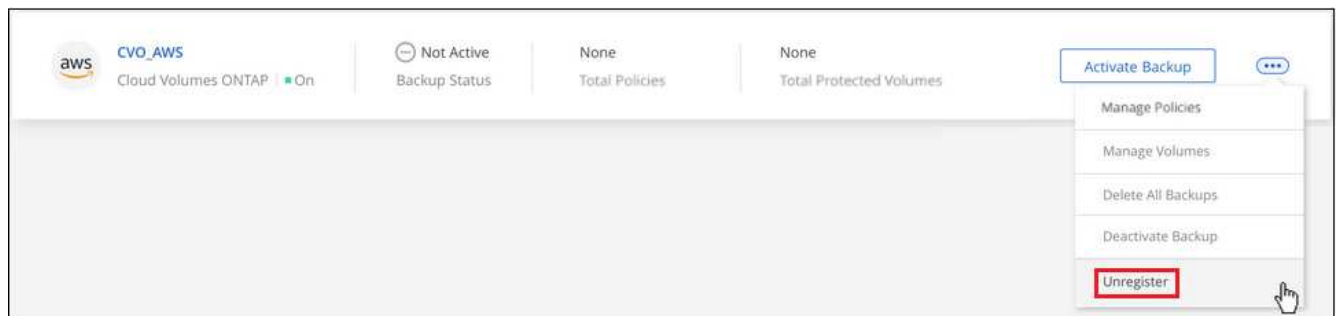 aws
CVO_AWS
Cloud Volumes ONTAP
On
Not Active
Backup Status
None
Total Policies
None
Total Protected Volumes
Activate Backup
Manage Policies
Manage Volumes
Delete All Backups
Deactivate Backup
Unregister